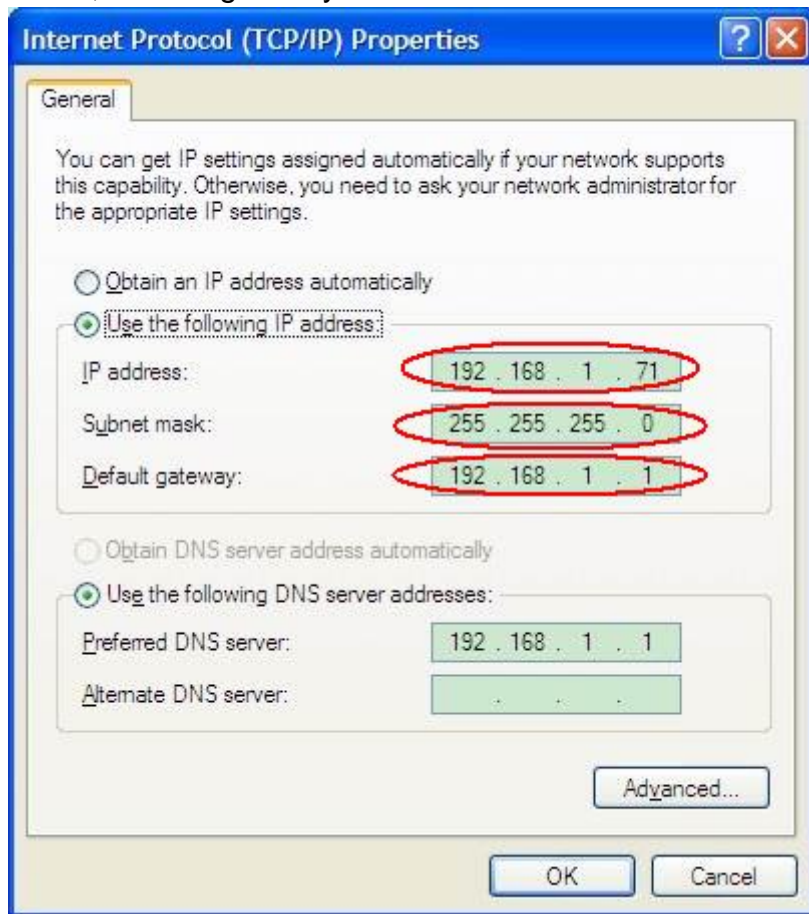 Internet Protocol (TCP/IP) Properties
General
You can get IP settings assigned automatically if your network supports
this capability. Otherwise, you need to ask your network administrator for
the appropriate IP settings.
Obtain an IP address automatically
Use the following IP address:
IP address: 192 . 168 . 1 . 71
Subnet mask: 255 . 255 . 255 . 0
Default gateway: 192 . 168 . 1 . 1
Obtain DNS server address automatically
Use the following DNS server addresses:
Preferred DNS server: 192 . 168 . 1 . 1
Alternate DNS server: . . .
Advanced...
OK Cancel